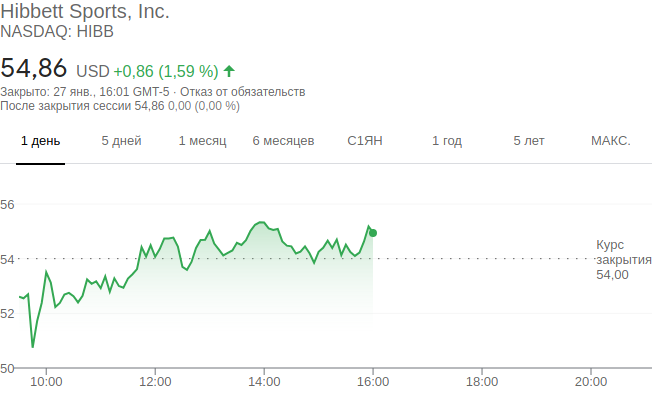 Hibbett Sports, Inc.
NASDAQ: HIBB
54,86 USD +0,86 (1,59 %)
Закрыто: 27 янв., 16:01 GMT-5 · Отказ от обязательств
После закрытия сессии 54,86 0,00 (0,00 %)
1 день 5 дней 1 месяц 6 месяцев С1ЯН 1 год 5 лет МАКС.
56
54
52
50
Курс
закрытия
54,00
10:00 12:00 14:00 16:00 18:00 20:00